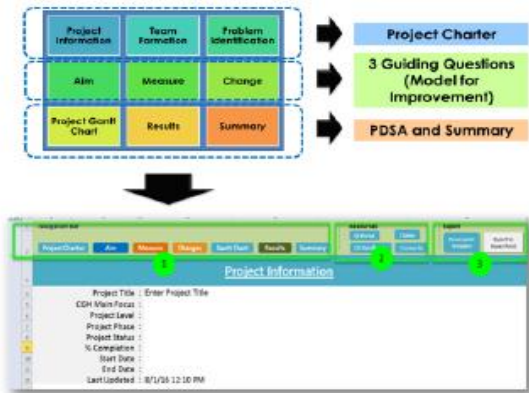 Project Information
Team Formation
Problem Identification
Project Charter
Aim
Measure
Change
3 Guiding Questions
(Model for
Improvement)
Project Gantt Chart
Results
Summary
PDSA and Summary
Project Charter
Aim
Measure
Changes
Gantt Chart
Results
Summary
1
2
3
Project Information
Project Title : Enter Project Title
CGH Main Focus :
Project Level :
Project Phase :
Project Status :
% Completion :
Start Date :
End Date :
Last Updated : 8/1/16 12:10 PM